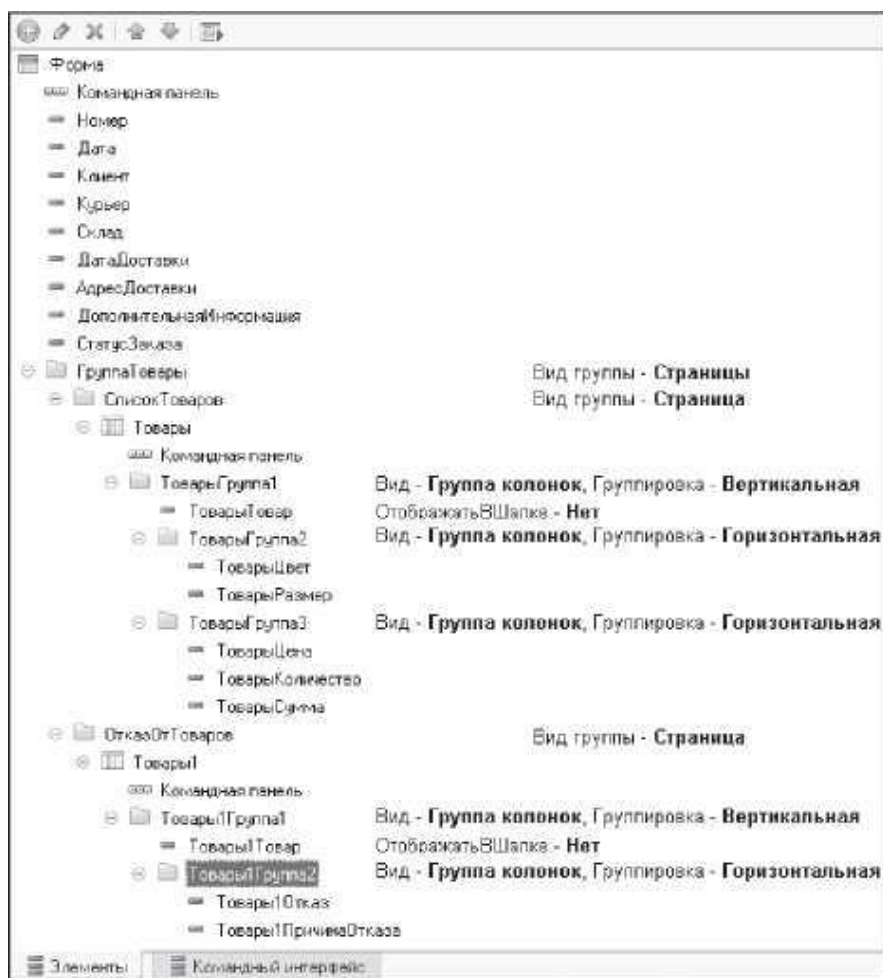 Форма
Командная панель
Номер
Дата
Клиент
Курьер
Склад
ДатаДоставки
АдресДоставки
ДополнительнаяИнформация
СтатусЗаказа
ГруппаТовары Вид группы - Страницы
СписокТоваров Вид группы - Страница
Товары
Командная панель
ТоварыГруппа1 Вид - Группа колонок, Группировка - Вертикальная
ТоварыТовар ОтображатьВШапке - Нет
ТоварыГруппа2 Вид - Группа колонок, Группировка - Горизонтальная
ТоварыЦвет
ТоварыРазмер
ТоварыГруппа3 Вид - Группа колонок, Группировка - Горизонтальная
ТоварыЦена
ТоварыКоличество
ТоварыСумма
ОтказОтТоваров Вид группы - Страница
Товары1
Командная панель
Товары1Группа1 Вид - Группа колонок, Группировка - Вертикальная
Товары1Товар ОтображатьВШапке - Нет
Товары1Группа2 Вид - Группа колонок, Группировка - Горизонтальная
Товары1Отказ
Товары1ПричинаОтказа
Элементы Командный интерфейс